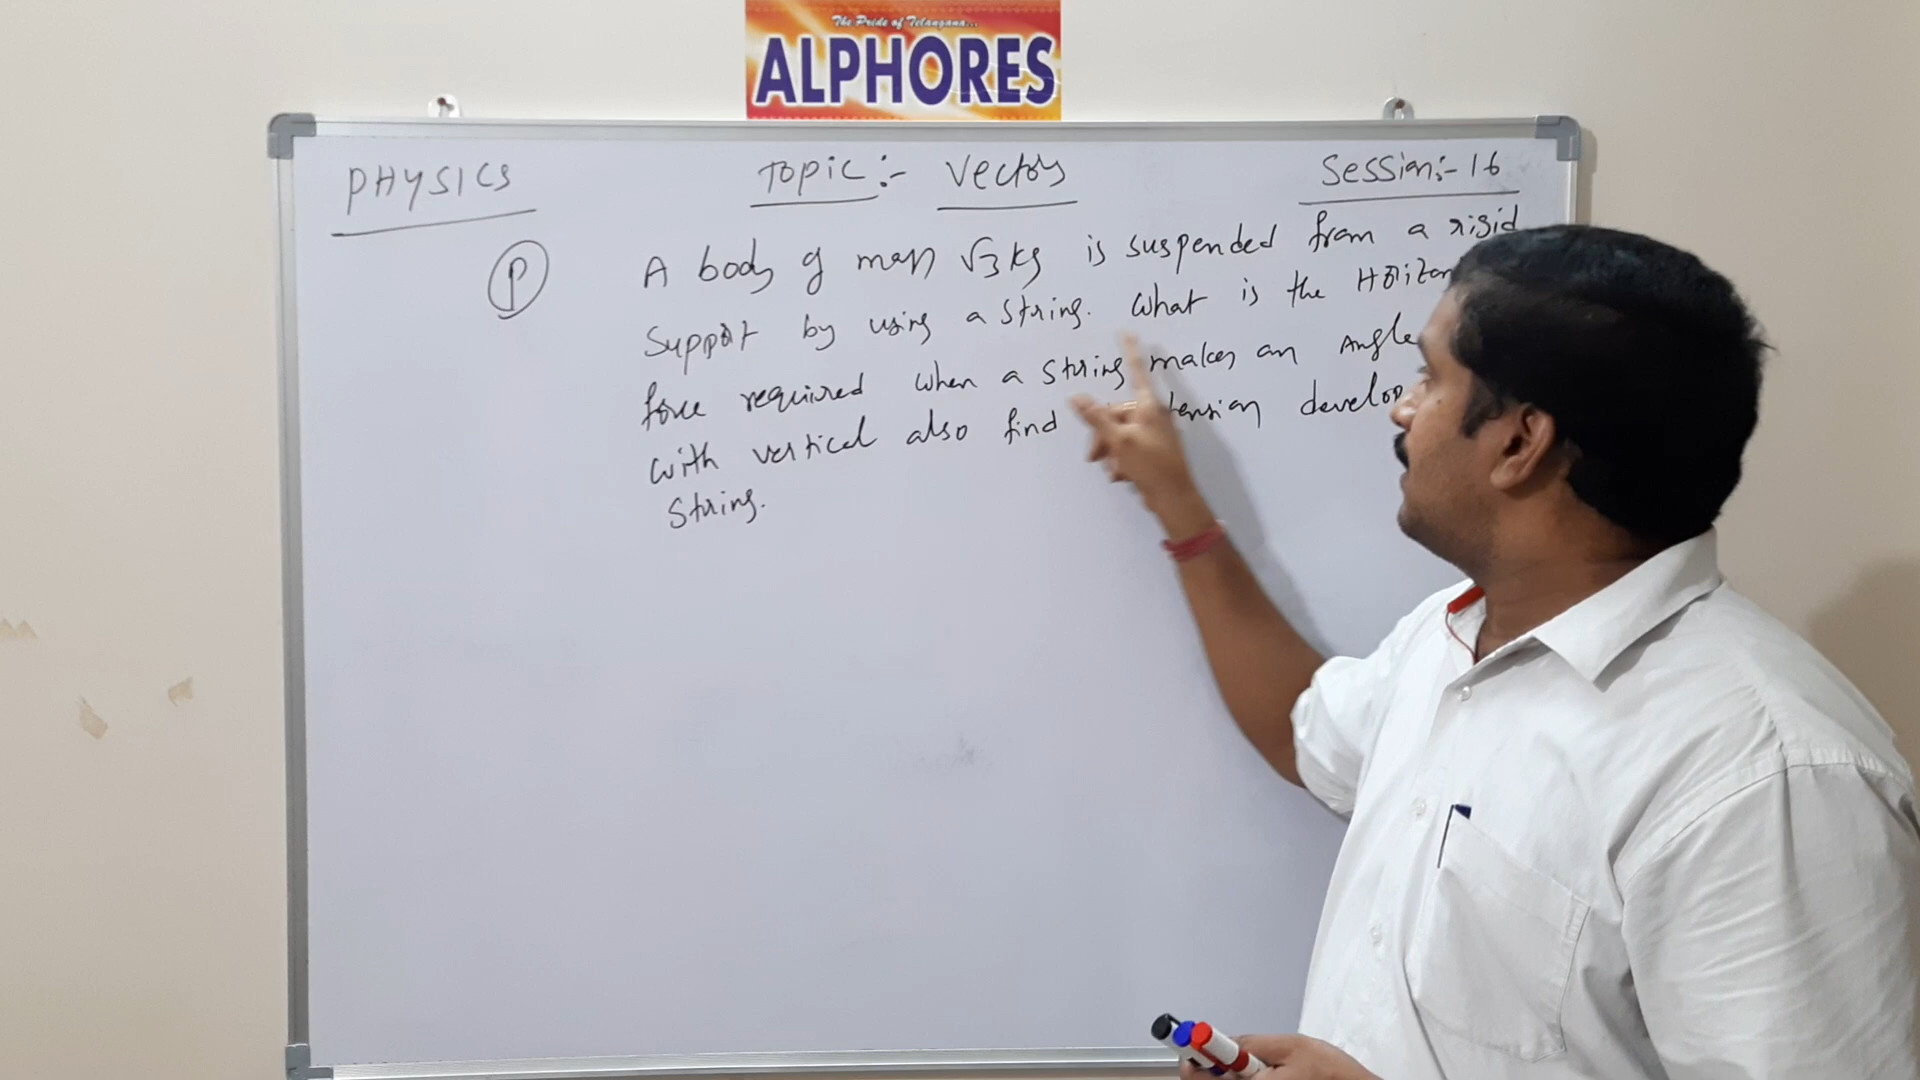 The Pride of Telangana...
ALPHORES
PHYSICS Topic:- Vectors Session:- 16
P A body of mass √3 kg is suspended from a rigid
support by using a string. What is the
force required when a string makes an Angle
with vertical also find tension
string.